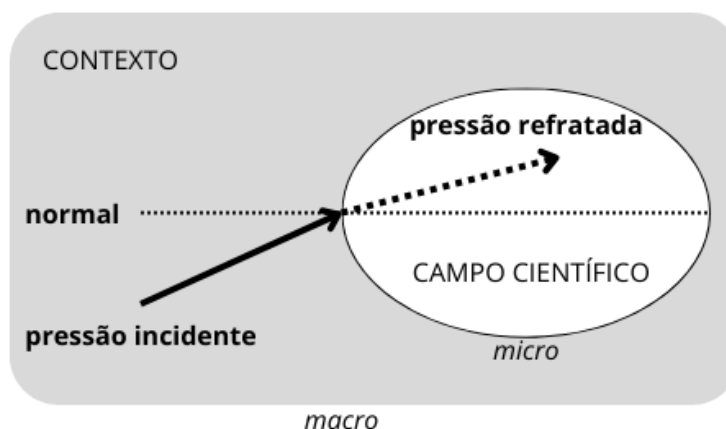 CONTEXTO
pressão refratada
normal
CAMPO CIENTÍFICO
pressão incidente
micro
macro